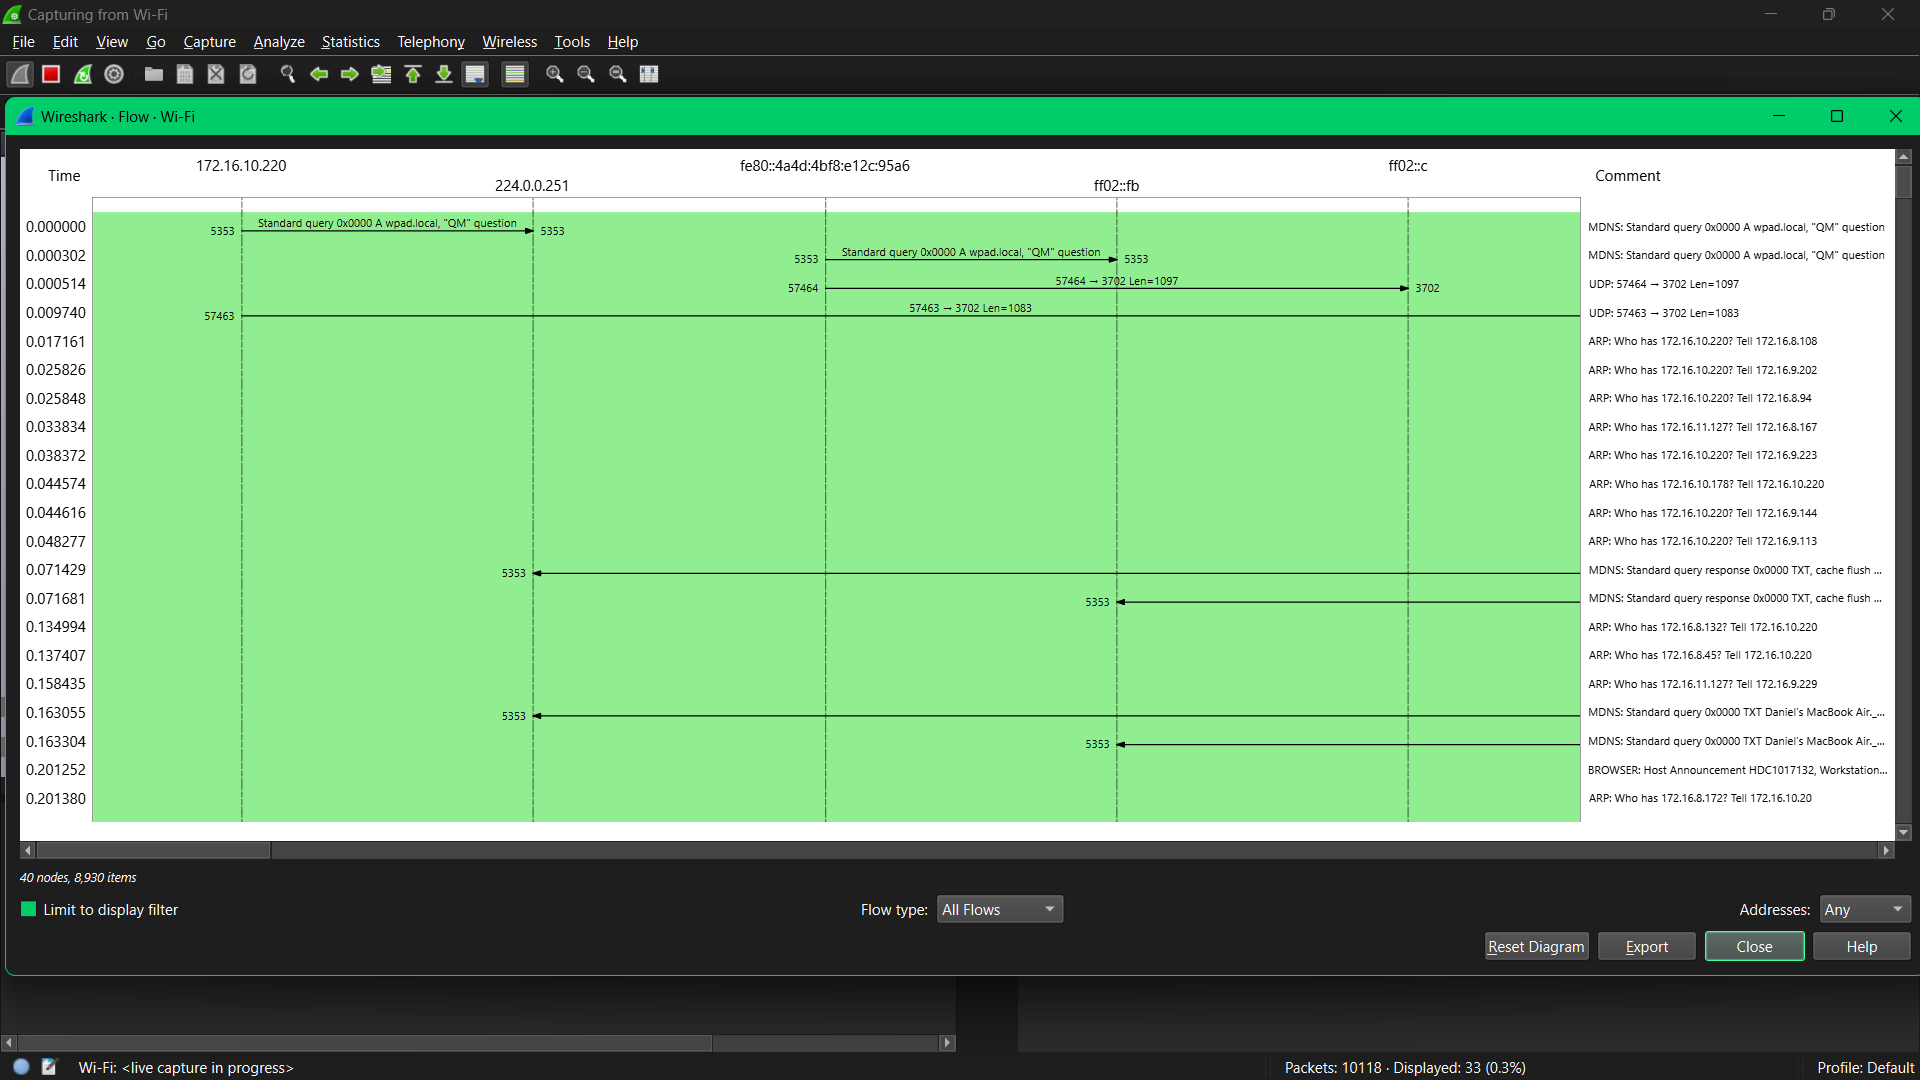 Capturing from Wi-Fi
File Edit View Go Capture Analyze Statistics Telephony Wireless Tools Help
Wireshark · Flow · Wi-Fi
Time 172.16.10.220 224.0.0.251 fe80::4a4d:4bf8:e12c:95a6 ff02::fb ff02::c Comment
0.000000 5353 Standard query 0x0000 A wpad.local, "QM" question 5353 MDNS: Standard query 0x0000 A wpad.local, "QM" question
0.000302 5353 Standard query 0x0000 A wpad.local, "QM" question 5353 MDNS: Standard query 0x0000 A wpad.local, "QM" question
0.000514 57464 57464 → 3702 Len=1097 3702 UDP: 57464 → 3702 Len=1097
0.009740 57463 57463 → 3702 Len=1083 UDP: 57463 → 3702 Len=1083
0.017161 ARP: Who has 172.16.10.220? Tell 172.16.8.108
0.025826 ARP: Who has 172.16.10.220? Tell 172.16.9.202
0.025848 ARP: Who has 172.16.10.220? Tell 172.16.8.94
0.033834 ARP: Who has 172.16.11.127? Tell 172.16.8.167
0.038372 ARP: Who has 172.16.10.220? Tell 172.16.9.223
0.044574 ARP: Who has 172.16.10.178? Tell 172.16.10.220
0.044616 ARP: Who has 172.16.10.220? Tell 172.16.9.144
0.048277 ARP: Who has 172.16.10.220? Tell 172.16.9.113
0.071429 5353 MDNS: Standard query response 0x0000 TXT, cache flush ...
0.071681 5353 MDNS: Standard query response 0x0000 TXT, cache flush ...
0.134994 ARP: Who has 172.16.8.132? Tell 172.16.10.220
0.137407 ARP: Who has 172.16.8.45? Tell 172.16.10.220
0.158435 ARP: Who has 172.16.11.127? Tell 172.16.9.229
0.163055 5353 MDNS: Standard query 0x0000 TXT Daniel's MacBook Air._...
0.163304 5353 MDNS: Standard query 0x0000 TXT Daniel's MacBook Air._...
0.201252 BROWSER: Host Announcement HDC1017132, Workstation...
0.201380 ARP: Who has 172.16.8.172? Tell 172.16.10.20
40 nodes, 8,930 items
Limit to display filter Flow type: All Flows Addresses: Any
Reset Diagram Export Close Help
Wi-Fi: <live capture in progress> Packets: 10118 · Displayed: 33 (0.3%) Profile: Default